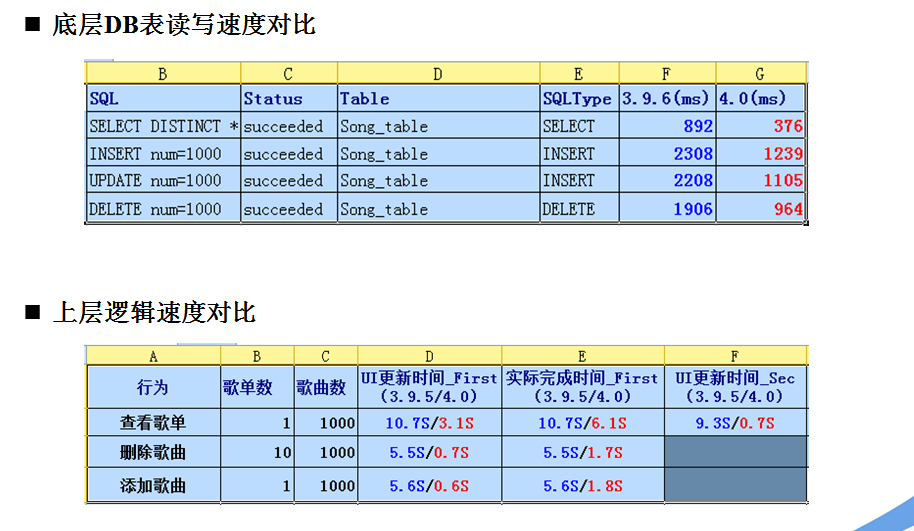 ■ 底层DB表读写速度对比
B C D E F G
SQL Status Table SQLType 3.9.6(ms) 4.0(ms)
SELECT DISTINCT * succeeded Song_table SELECT 892 376
INSERT num=1000 succeeded Song_table INSERT 2308 1239
UPDATE num=1000 succeeded Song_table INSERT 2208 1105
DELETE num=1000 succeeded Song_table DELETE 1906 964
■ 上层逻辑速度对比
A B C D E F
行为 歌单数 歌曲数 UI更新时间_First (3.9.5/4.0) 实际完成时间_First (3.9.5/4.0) UI更新时间_Sec (3.9.5/4.0)
查看歌单 1 1000 10.7S/3.1S 10.7S/6.1S 9.3S/0.7S
删除歌曲 10 1000 5.5S/0.7S 5.5S/1.7S
添加歌曲 1 1000 5.6S/0.6S 5.6S/1.8S